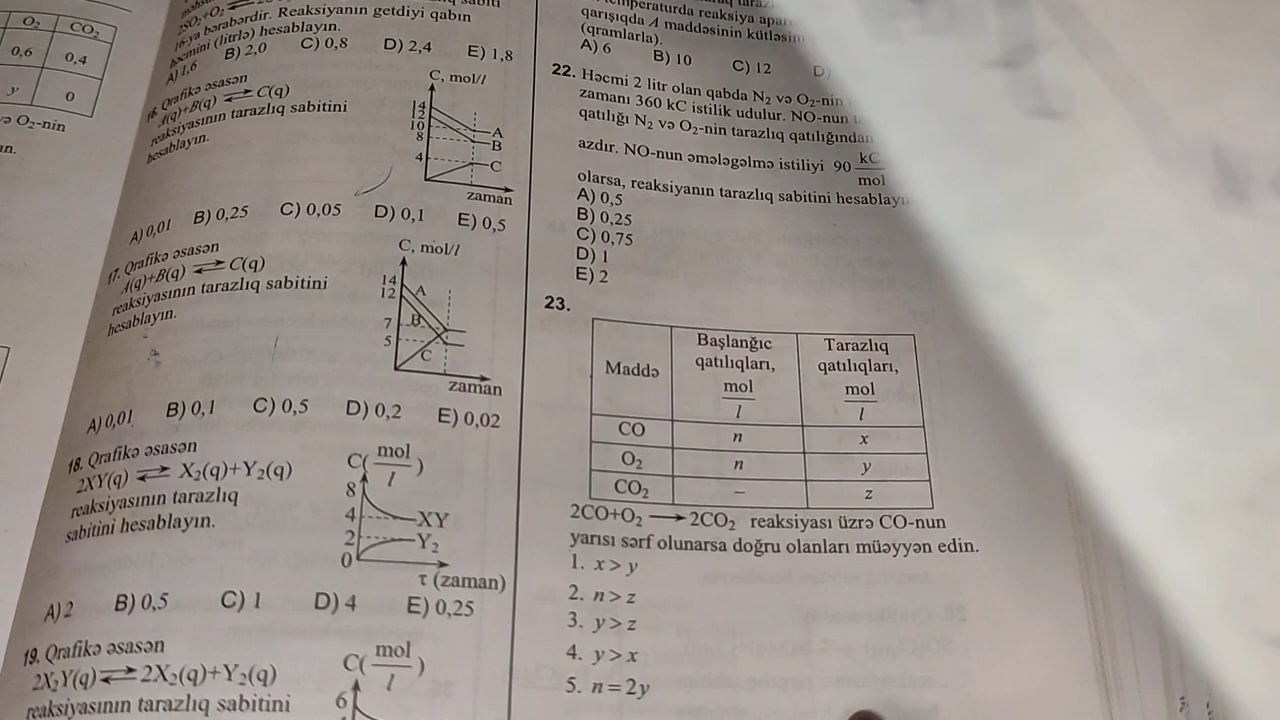 O₂ CO₂
0,6 0,4
y 0
və O₂-nin
2SO₂+O₂
16-ya bərabərdir. Reaksiyanın getdiyi qabın
həcmini (litrlə) hesablayın.
A) 1,6 B) 2,0 C) 0,8 D) 2,4 E) 1,8
16. Qrafikə əsasən
A(q)+B(q) ⇄ C(q)
reaksiyasının tarazlıq sabitini
hesablayın.
C, mol/l
14
12
10
8
4
A
B
C
zaman
A) 0,01 B) 0,25 C) 0,05 D) 0,1 E) 0,5
17. Qrafikə əsasən
A(q)+B(q) ⇄ C(q)
reaksiyasının tarazlıq sabitini
hesablayın.
C, mol/l
14
12
7
5
A
B
C
zaman
A) 0,01 B) 0,1 C) 0,5 D) 0,2 E) 0,02
18. Qrafikə əsasən
2XY(q) ⇄ X₂(q)+Y₂(q)
reaksiyasının tarazlıq
sabitini hesablayın.
C(mol/l)
8
4
2
0
XY
Y₂
τ (zaman)
A) 2 B) 0,5 C) 1 D) 4 E) 0,25
19. Qrafikə əsasən
2X₂Y(q) ⇄ 2X₂(q)+Y₂(q)
reaksiyasının tarazlıq sabitini
C(mol/l)
6
temperaturda reaksiya
qarışıqda A maddəsinin kütləsin
(qramlarla).
A) 6 B) 10 C) 12 D)
22. Həcmi 2 litr olan qabda N₂ və O₂-nin
zamanı 360 kC istilik udulur. NO-nun
qatılığı N₂ və O₂-nin tarazlıq qatılığından
azdır. NO-nun əmələgəlmə istiliyi 90 kC/mol
olarsa, reaksiyanın tarazlıq sabitini hesablayı
A) 0,5
B) 0,25
C) 0,75
D) 1
E) 2
23.
Maddə Başlanğıc qatılıqları, mol/l Tarazlıq qatılıqları, mol/l
CO n x
O₂ n y
CO₂ – z
2CO+O₂ ⟶ 2CO₂ reaksiyası üzrə CO-nun
yarısı sərf olunarsa doğru olanları müəyyən edin.
1. x > y
2. n > z
3. y > z
4. y > x
5. n = 2y